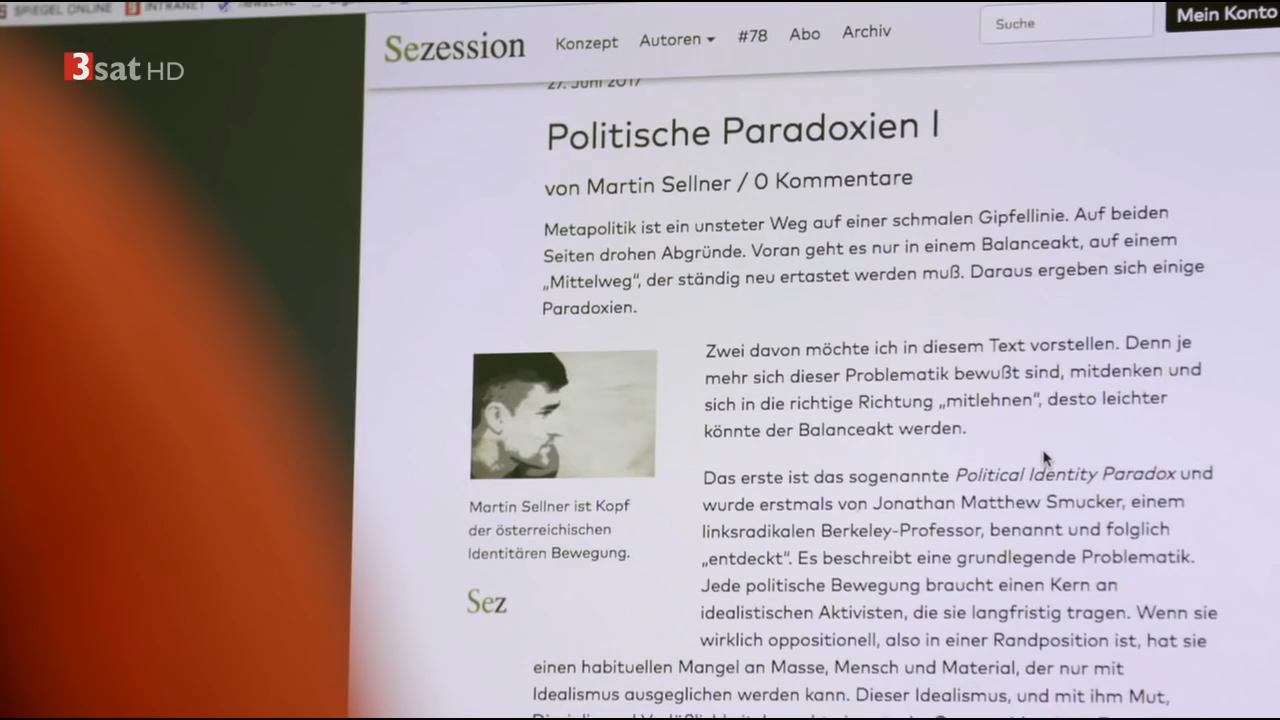 SPIEGEL ONLINE INTRANET
Sezession Konzept Autoren #78 Abo Archiv Suche Mein Konto
3sat HD
27. Juni 2017
Politische Paradoxien I
von Martin Sellner / 0 Kommentare
Metapolitik ist ein unsteter Weg auf einer schmalen Gipfellinie. Auf beiden
Seiten drohen Abgründe. Voran geht es nur in einem Balanceakt, auf einem
„Mittelweg“, der ständig neu ertastet werden muß. Daraus ergeben sich einige
Paradoxien.
Zwei davon möchte ich in diesem Text vorstellen. Denn je
mehr sich dieser Problematik bewußt sind, mitdenken und
sich in die richtige Richtung „mitlehnen“, desto leichter
könnte der Balanceakt werden.
Martin Sellner ist Kopf
der österreichischen
Identitären Bewegung.
Sez
Das erste ist das sogenannte Political Identity Paradox und
wurde erstmals von Jonathan Matthew Smucker, einem
linksradikalen Berkeley-Professor, benannt und folglich
„entdeckt“. Es beschreibt eine grundlegende Problematik.
Jede politische Bewegung braucht einen Kern an
idealistischen Aktivisten, die sie langfristig tragen. Wenn sie
wirklich oppositionell, also in einer Randposition ist, hat sie
einen habituellen Mangel an Masse, Mensch und Material, der nur mit
Idealismus ausgeglichen werden kann. Dieser Idealismus, und mit ihm Mut,